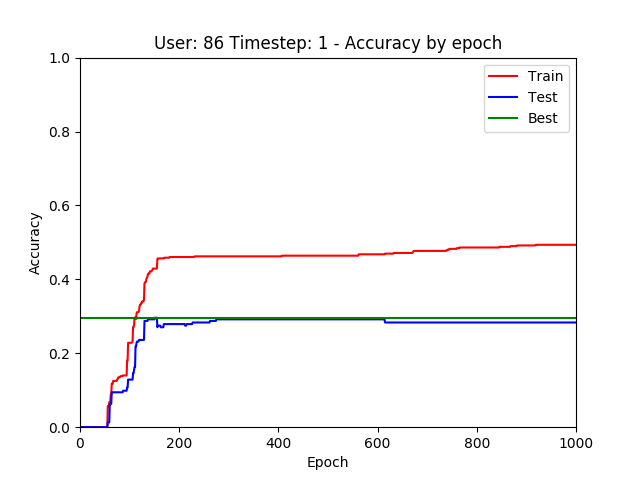 User: 86 Timestep: 1 - Accuracy by epoch
1.0
0.8
0.6
0.4
0.2
0.0
Accuracy
Train
Test
Best
0 200 400 600 800 1000
Epoch